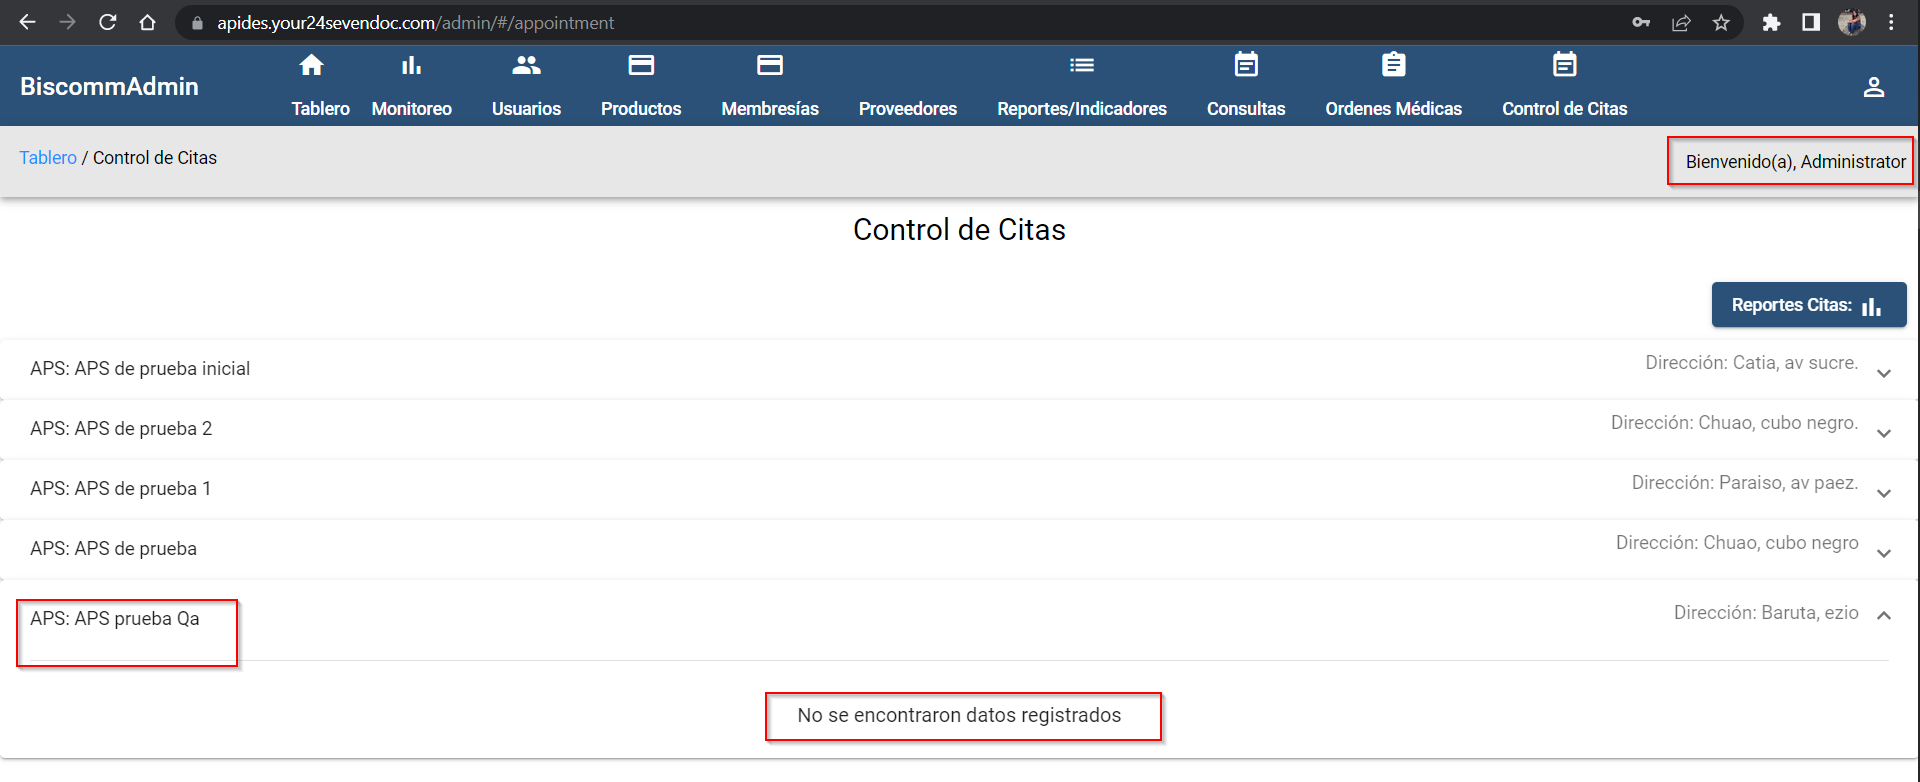 apides.your24sevendoc.com/admin/#/appointment
BiscommAdmin
Tablero Monitoreo Usuarios Productos Membresías Proveedores Reportes/Indicadores Consultas Ordenes Médicas Control de Citas
Tablero / Control de Citas
Bienvenido(a), Administrator
Control de Citas
Reportes Citas:
APS: APS de prueba inicial Dirección: Catia, av sucre.
APS: APS de prueba 2 Dirección: Chuao, cubo negro.
APS: APS de prueba 1 Dirección: Paraiso, av paez.
APS: APS de prueba Dirección: Chuao, cubo negro
APS: APS prueba Qa Dirección: Baruta, ezio
No se encontraron datos registrados